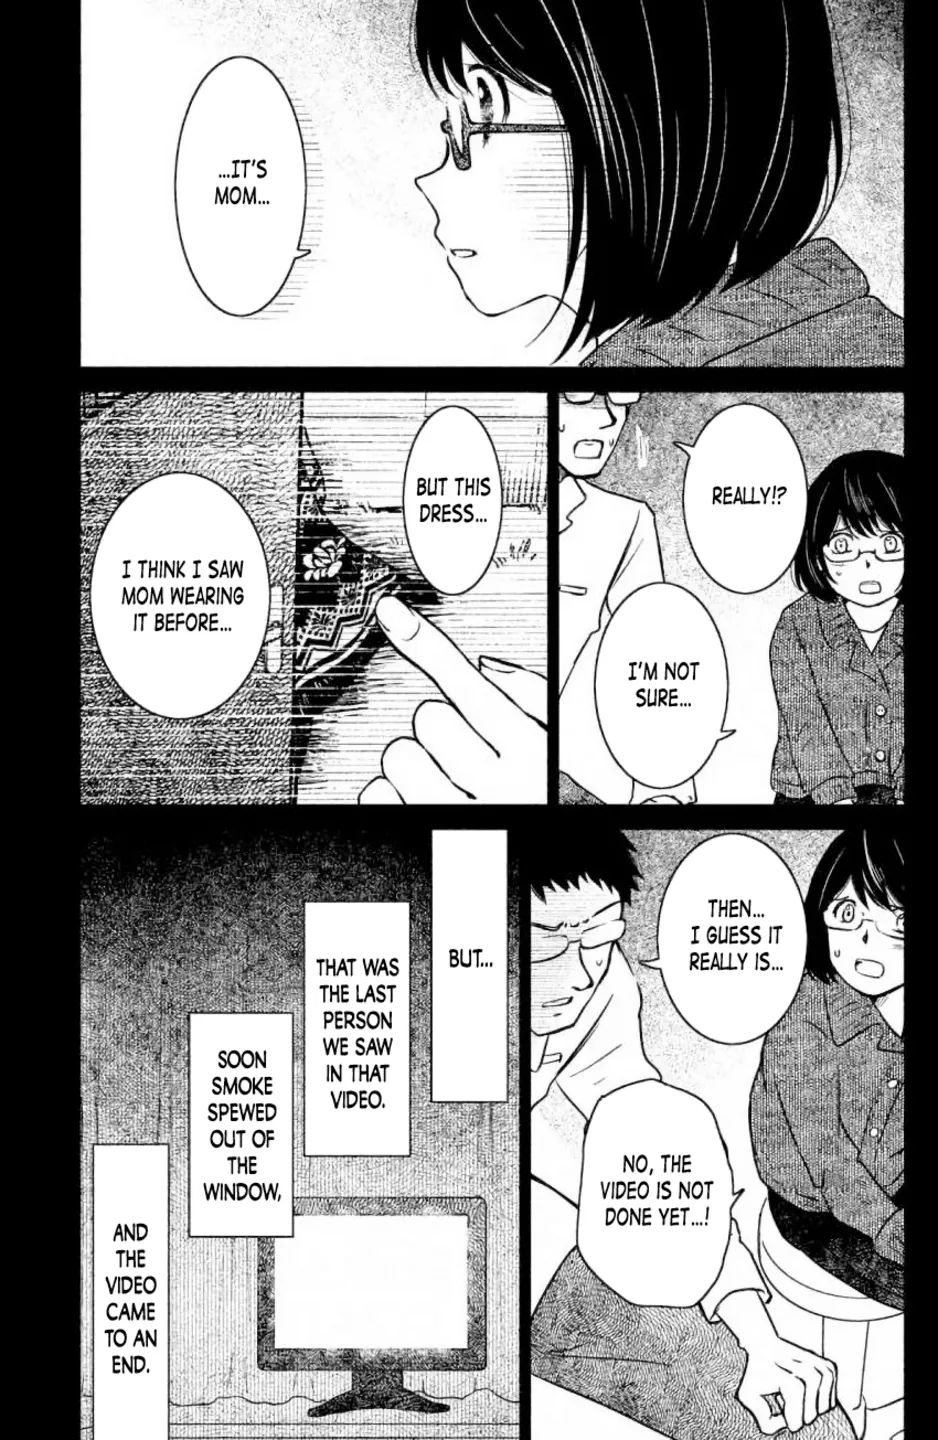 ...IT'S
MOM...
REALLY!?
I'M NOT
SURE...
BUT THIS
DRESS...
I THINK I SAW
MOM WEARING
IT BEFORE...
THEN...
I GUESS IT
REALLY IS...
NO, THE
VIDEO IS NOT
DONE YET...!
BUT...
THAT WAS
THE LAST
PERSON
WE SAW
IN THAT
VIDEO.
SOON
SMOKE
SPEWED
OUT OF
THE
WINDOW,
AND
THE
VIDEO
CAME
TO AN
END.